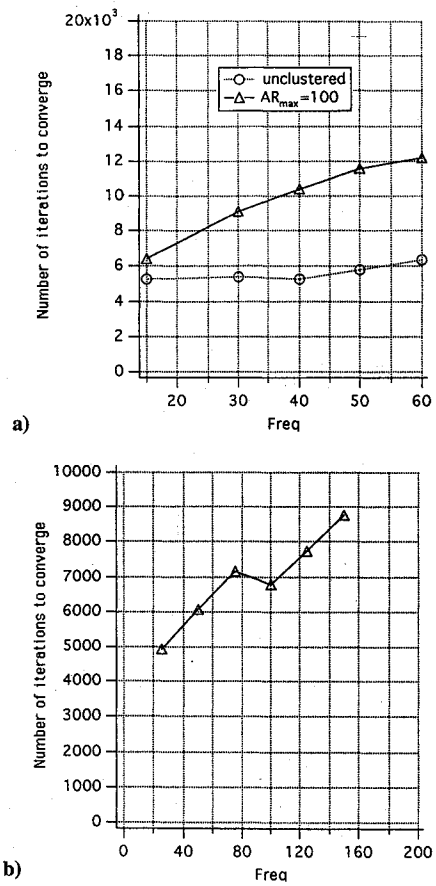 20x10³
18
16
14
12
10
8
6
4
2
0
Number of iterations to converge
unclustered
ARmax=100
20 30 40 50 60
Freq
a)
10000
9000
8000
7000
6000
5000
4000
3000
2000
1000
0
Number of iterations to converge
0 40 80 120 160 200
Freq
b)